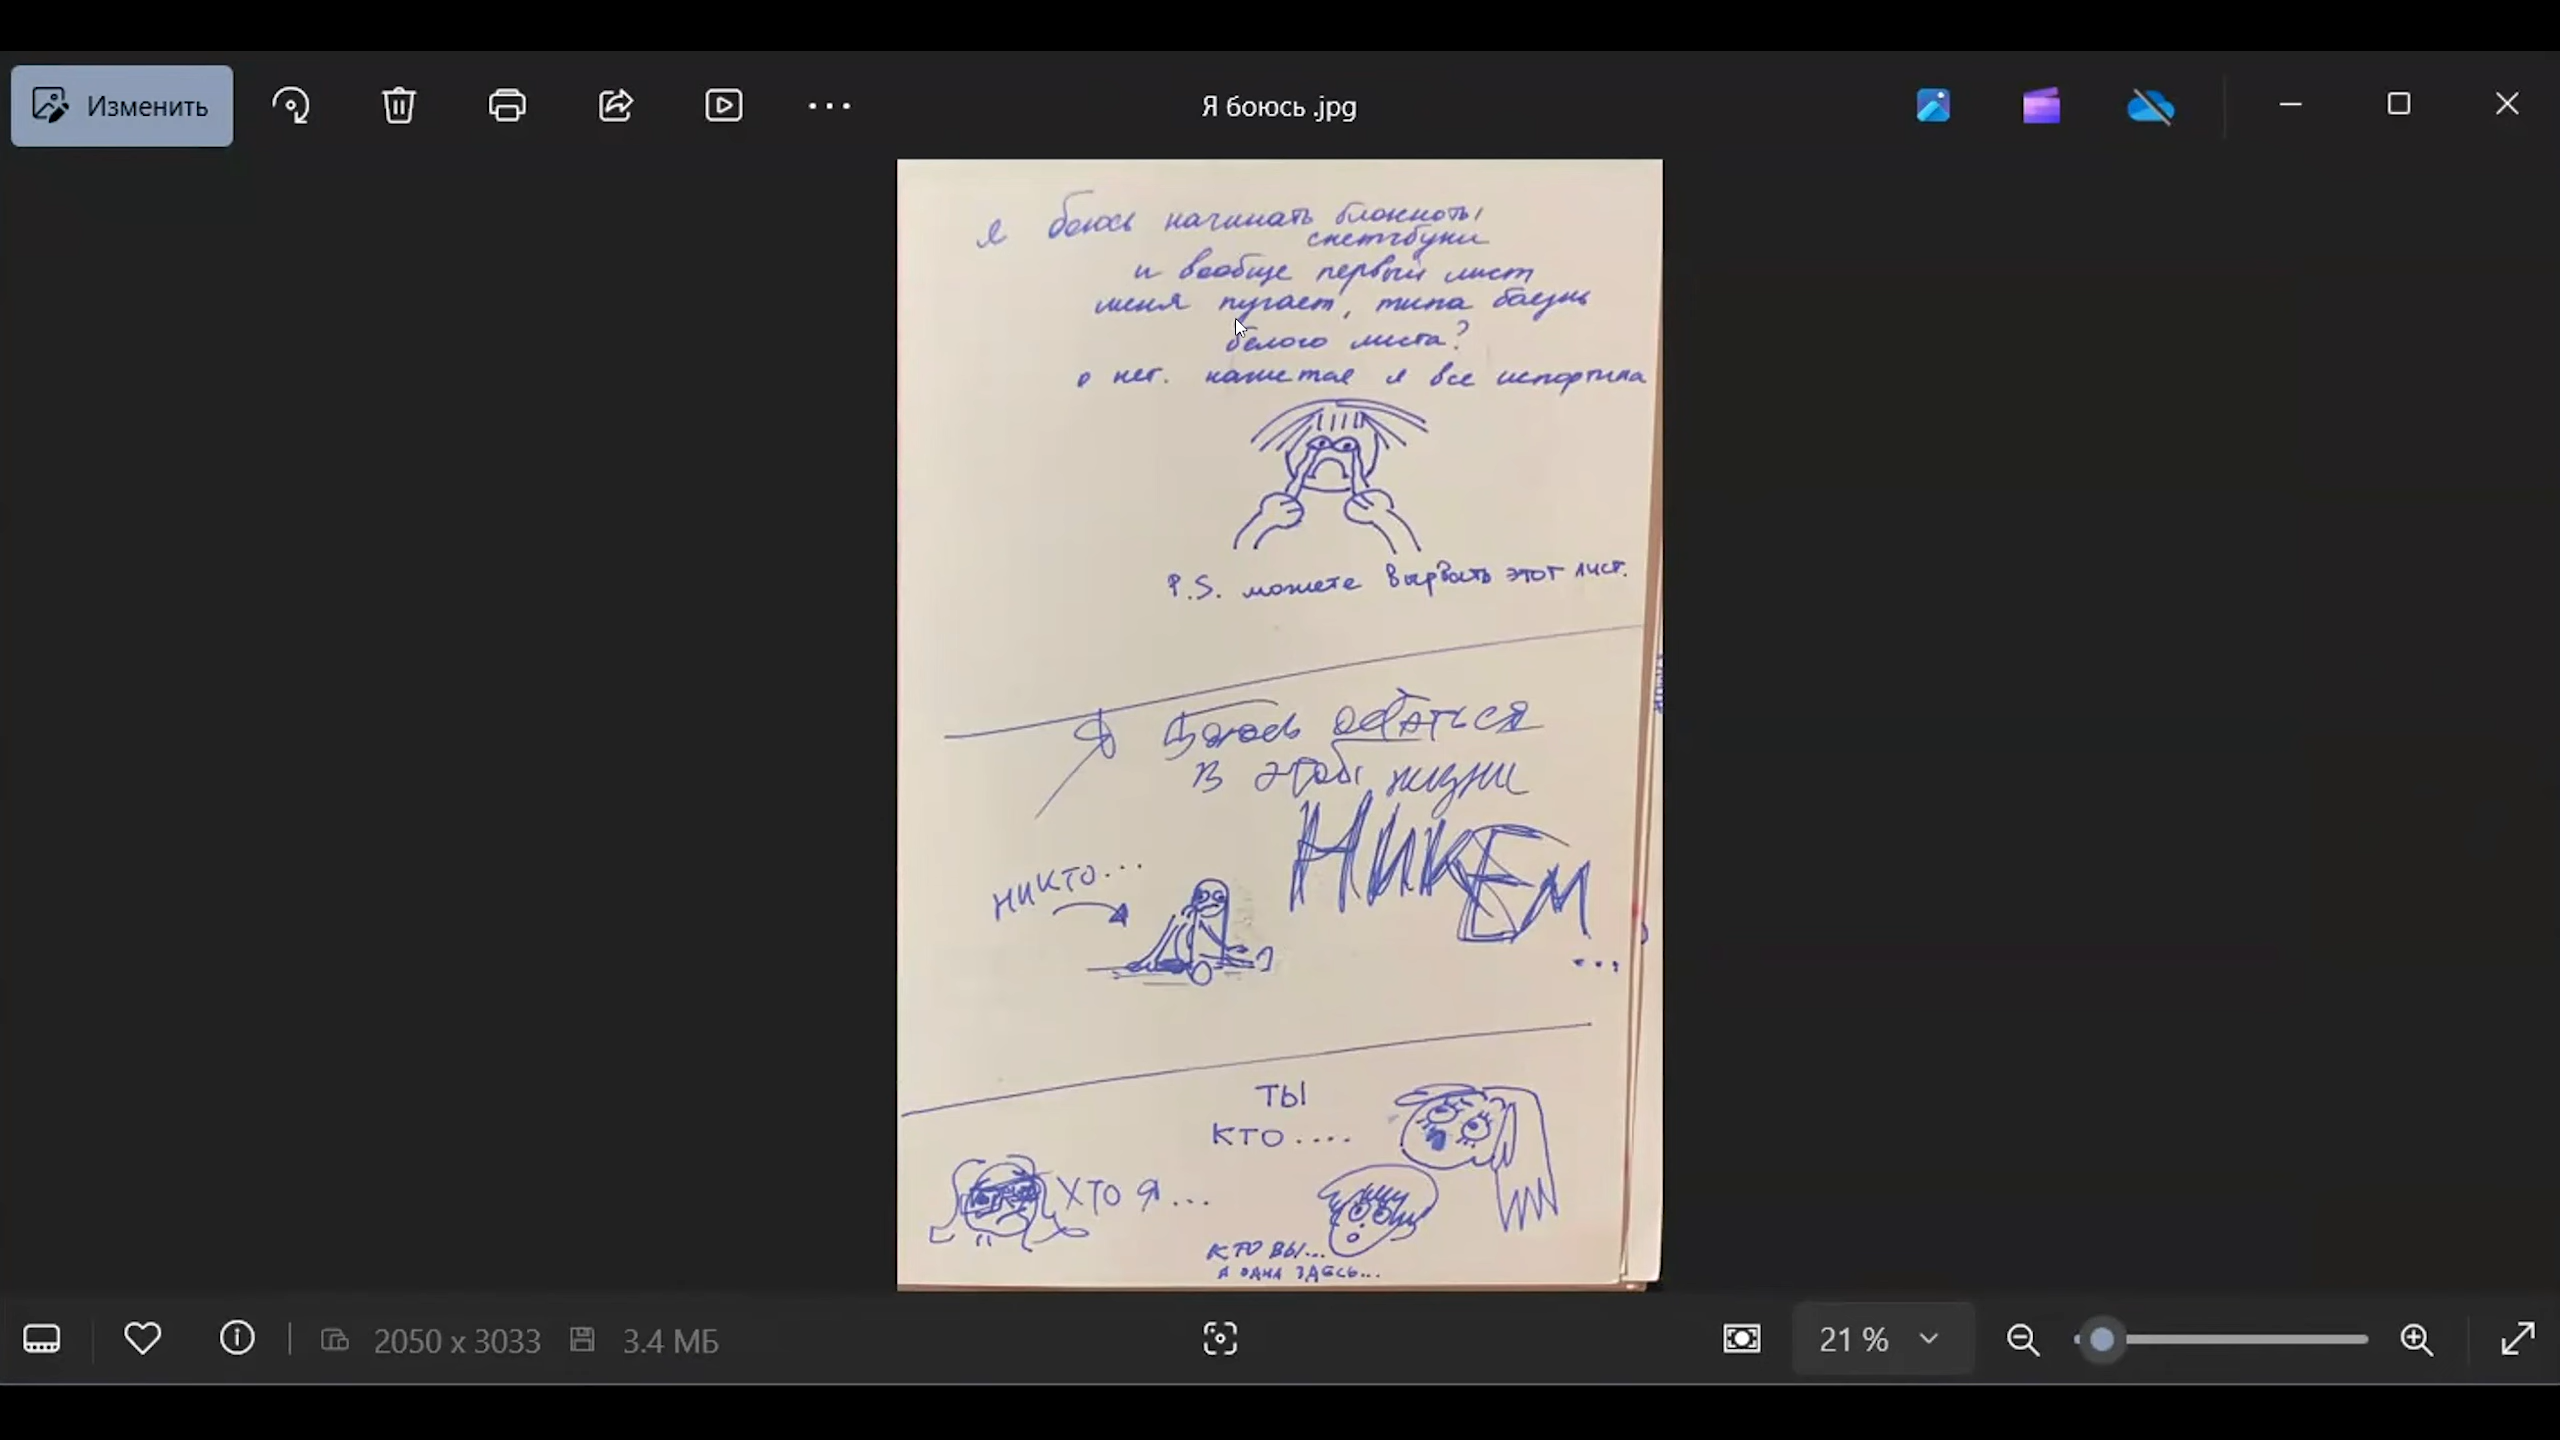 Изменить
Я боюсь .jpg
Я боюсь начинать блокноты
скетчбуки
и вообще первый лист
меня пугает, типа боязнь
белого листа?
о нет. кажется я все испортила
P.S. можете вырвать этот лист.
Я боюсь остаться
в этой жизни
НИКЕМ
...
НИКТО...
ТЫ
КТО....
ХТО Я...
КТО ВЫ...
Я ОДНА ЗДЕСЬ...
2050 x 3033
3.4 МБ
21 %